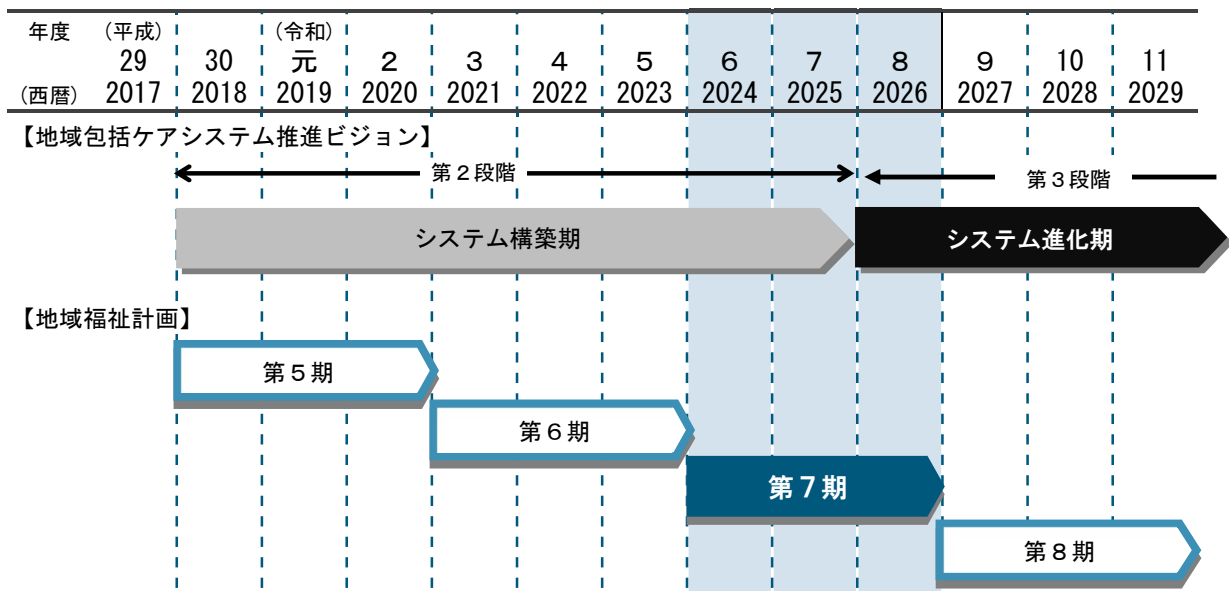 年度 (平成) (令和)
29 30 元 2 3 4 5 6 7 8 9 10 11
(西暦) 2017 2018 2019 2020 2021 2022 2023 2024 2025 2026 2027 2028 2029
【地域包括ケアシステム推進ビジョン】
第2段階 第3段階
システム構築期 システム進化期
【地域福祉計画】
第5期
第6期
第7期
第8期